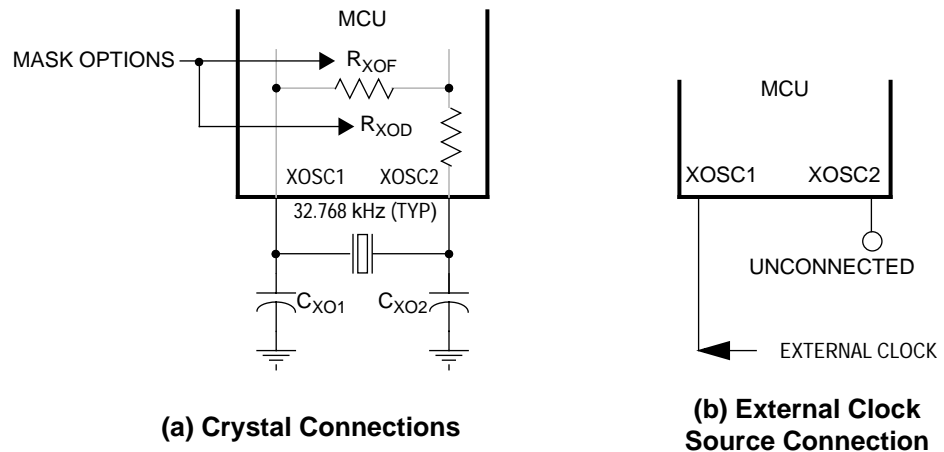 MCU
MASK OPTIONS
RXOF
RXOD
XOSC1 XOSC2
32.768 kHz (TYP)
CXO1 CXO2
(a) Crystal Connections
MCU
XOSC1 XOSC2
UNCONNECTED
EXTERNAL CLOCK
(b) External Clock
Source Connection